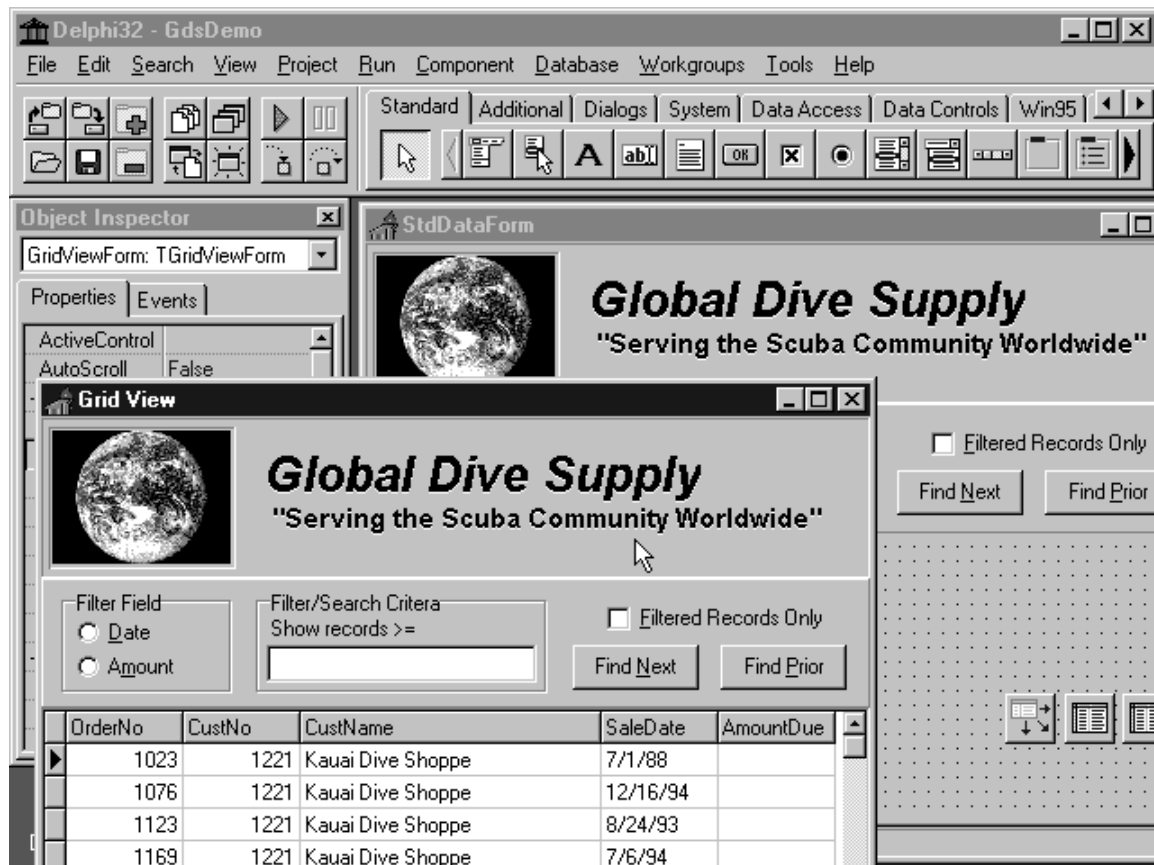 Delphi32 - GdsDemo
File Edit Search View Project Run Component Database Workgroups Tools Help
Standard Additional Dialogs System Data Access Data Controls Win95
A ab OK
Object Inspector
StdDataForm
GridViewForm: TGridViewForm
Properties Events
Global Dive Supply
"Serving the Scuba Community Worldwide"
ActiveControl
AutoScroll False
Grid View
Filtered Records Only
Find Next Find Prior
Global Dive Supply
"Serving the Scuba Community Worldwide"
Filter Field
Date
Amount
Filter/Search Critera
Show records >=
Filtered Records Only
Find Next Find Prior
OrderNo CustNo CustName SaleDate AmountDue
1023 1221 Kauai Dive Shoppe 7/1/88
1076 1221 Kauai Dive Shoppe 12/16/94
1123 1221 Kauai Dive Shoppe 8/24/93
1169 1221 Kauai Dive Shoppe 7/6/94